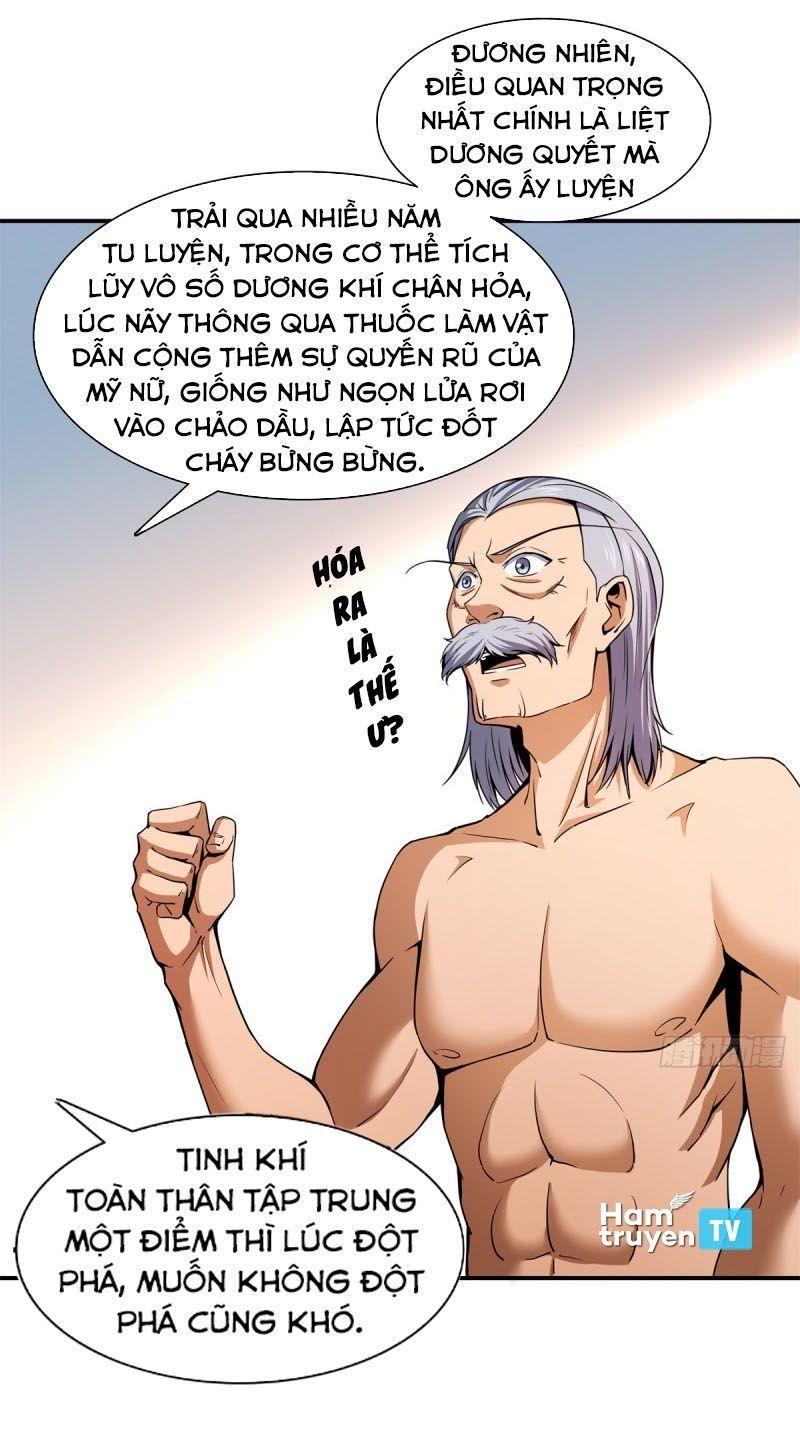 ĐƯƠNG NHIÊN,
ĐIỀU QUAN TRỌNG
NHẤT CHÍNH LÀ LIỆT
DƯƠNG QUYẾT MÀ
ÔNG ẤY LUYỆN
TRẢI QUA NHIỀU NĂM
TU LUYỆN, TRONG CƠ THỂ TÍCH
LŨY VÔ SỐ DƯƠNG KHÍ CHÂN HỎA,
LÚC NÃY THÔNG QUA THUỐC LÀM VẬT
DẪN CỘNG THÊM SỰ QUYẾN RŨ CỦA
MỸ NỮ, GIỐNG NHƯ NGỌN LỬA RƠI
VÀO CHẢO DẦU, LẬP TỨC ĐỐT
CHÁY BỪNG BỪNG.
HÓA
RA
LÀ
THẾ
Ư?
腾讯动漫
TINH KHÍ
TOÀN THÂN TẬP TRUNG
MỘT ĐIỂM THÌ LÚC ĐỘT
PHÁ, MUỐN KHÔNG ĐỘT
PHÁ CŨNG KHÓ.
Ham
truyen TV